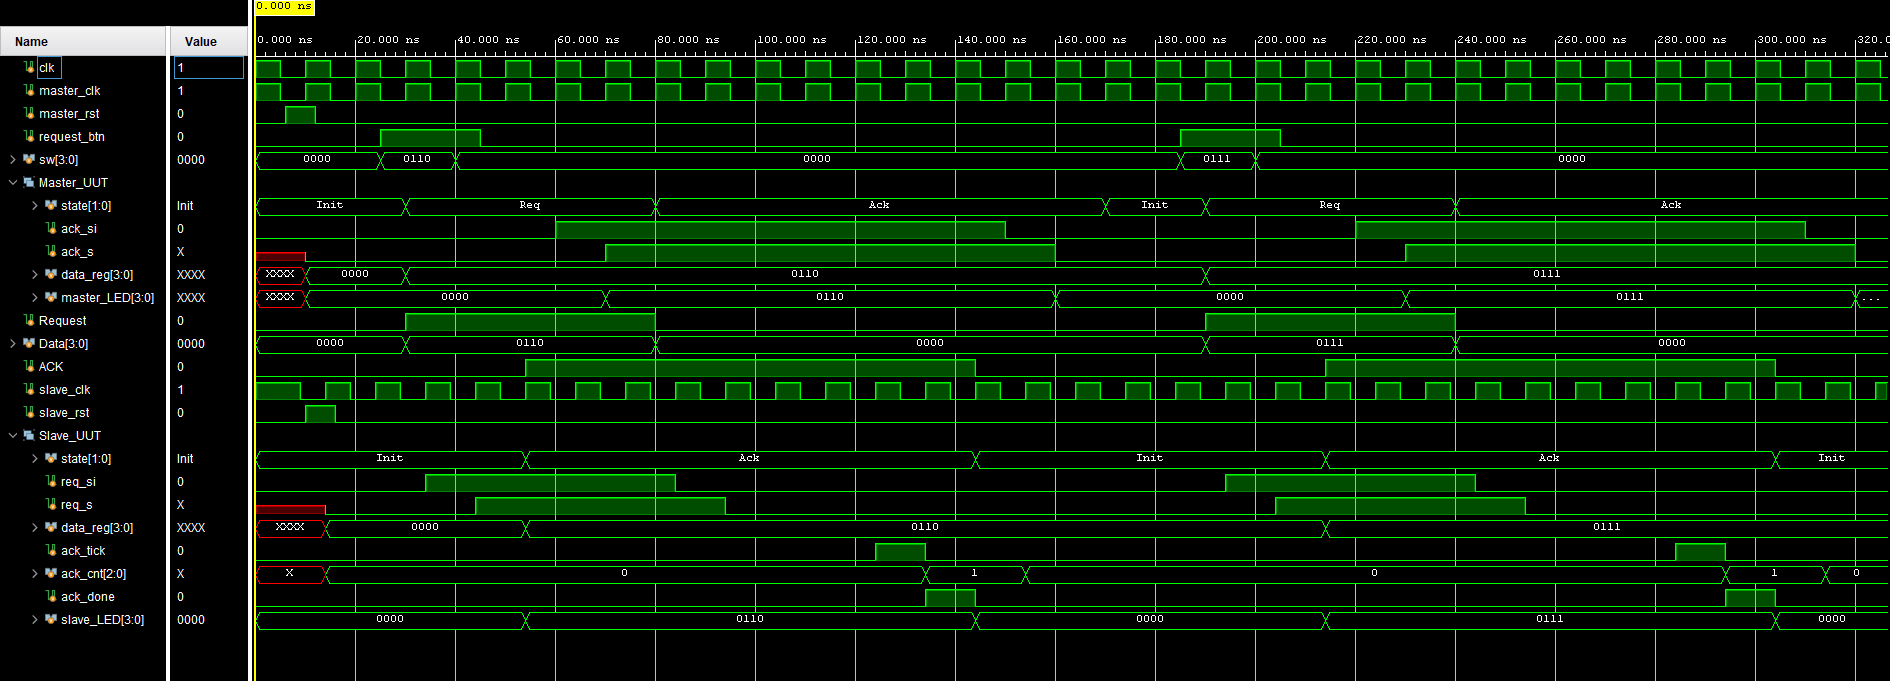 0.000 ns
Name Value
0.000 ns 20.000 ns 40.000 ns 60.000 ns 80.000 ns 100.000 ns 120.000 ns 140.000 ns 160.000 ns 180.000 ns 200.000 ns 220.000 ns 240.000 ns 260.000 ns 280.000 ns 300.000 ns 320.0
clk 1
master_clk 1
master_rst 0
request_btn 0
sw[3:0] 0000 0000 0110 0000 0111 0000
Master_UUT
state[1:0] Init Init Req Ack Init Req Ack
ack_si 0
ack_s X
data_reg[3:0] XXXX XXXX 0000 0110 0111
master_LED[3:0] XXXX XXXX 0000 0110 0000 0111 ...
Request 0
Data[3:0] 0000 0000 0110 0000 0111 0000
ACK 0
slave_clk 1
slave_rst 0
Slave_UUT
state[1:0] Init Init Ack Init Ack Init
req_si 0
req_s X
data_reg[3:0] XXXX XXXX 0000 0110 0111
ack_tick 0
ack_cnt[2:0] X X 0 1 0 1 0
ack_done 0
slave_LED[3:0] 0000 0000 0110 0000 0111 0000